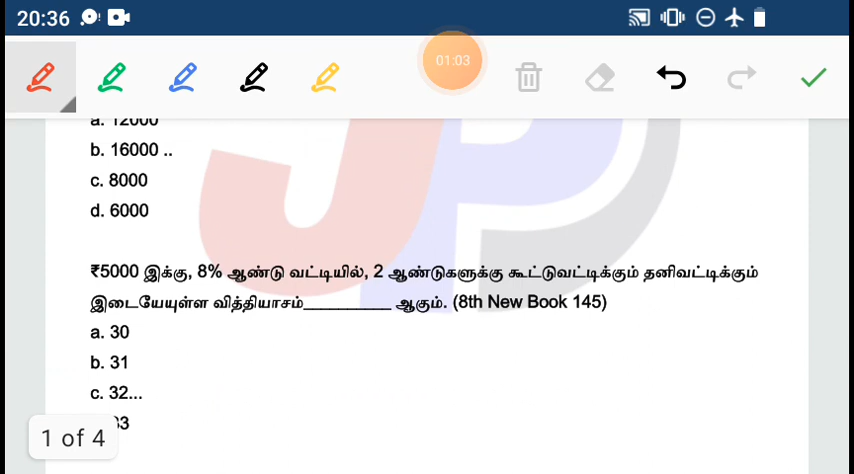 20:36
01:03
a. 12000
b. 16000 ..
c. 8000
d. 6000
₹5000 இக்கு, 8% ஆண்டு வட்டியில், 2 ஆண்டுகளுக்கு கூட்டுவட்டிக்கும் தனிவட்டிக்கும்
இடையேயுள்ள வித்தியாசம்__________ ஆகும். (8th New Book 145)
a. 30
b. 31
c. 32...
33
1 of 4